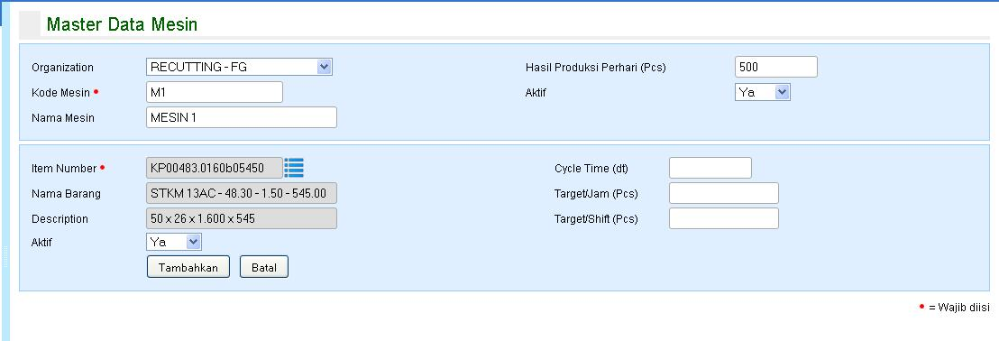 Master Data Mesin
Organization RECUTTING - FG Hasil Produksi Perhari (Pcs) 500
Kode Mesin • M1 Aktif Ya
Nama Mesin MESIN 1
Item Number • KP00483.0160b05450 Cycle Time (dt)
Nama Barang STKM 13AC - 48.30 - 1.50 - 545.00 Target/Jam (Pcs)
Description 50 x 26 x 1.600 x 545 Target/Shift (Pcs)
Aktif Ya
Tambahkan Batal
• = Wajib diisi